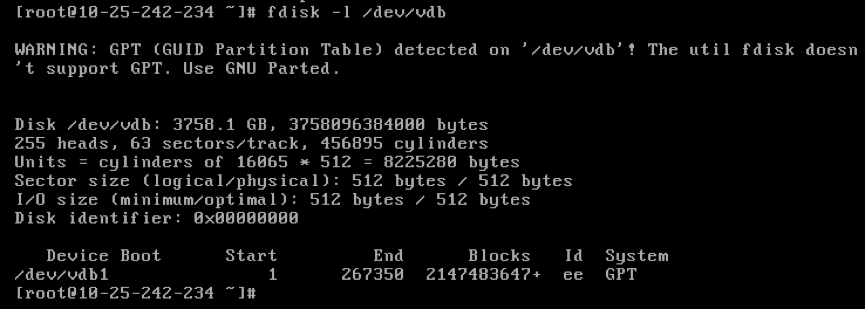 [root@10-25-242-234 ~]# fdisk -l /dev/vdb
WARNING: GPT (GUID Partition Table) detected on '/dev/vdb'! The util fdisk doesn
't support GPT. Use GNU Parted.
Disk /dev/vdb: 3758.1 GB, 3758096384000 bytes
255 heads, 63 sectors/track, 456895 cylinders
Units = cylinders of 16065 * 512 = 8225280 bytes
Sector size (logical/physical): 512 bytes / 512 bytes
I/O size (minimum/optimal): 512 bytes / 512 bytes
Disk identifier: 0x00000000
   Device Boot      Start         End      Blocks   Id  System
/dev/vdb1               1      267350  2147483647+  ee  GPT
[root@10-25-242-234 ~]#